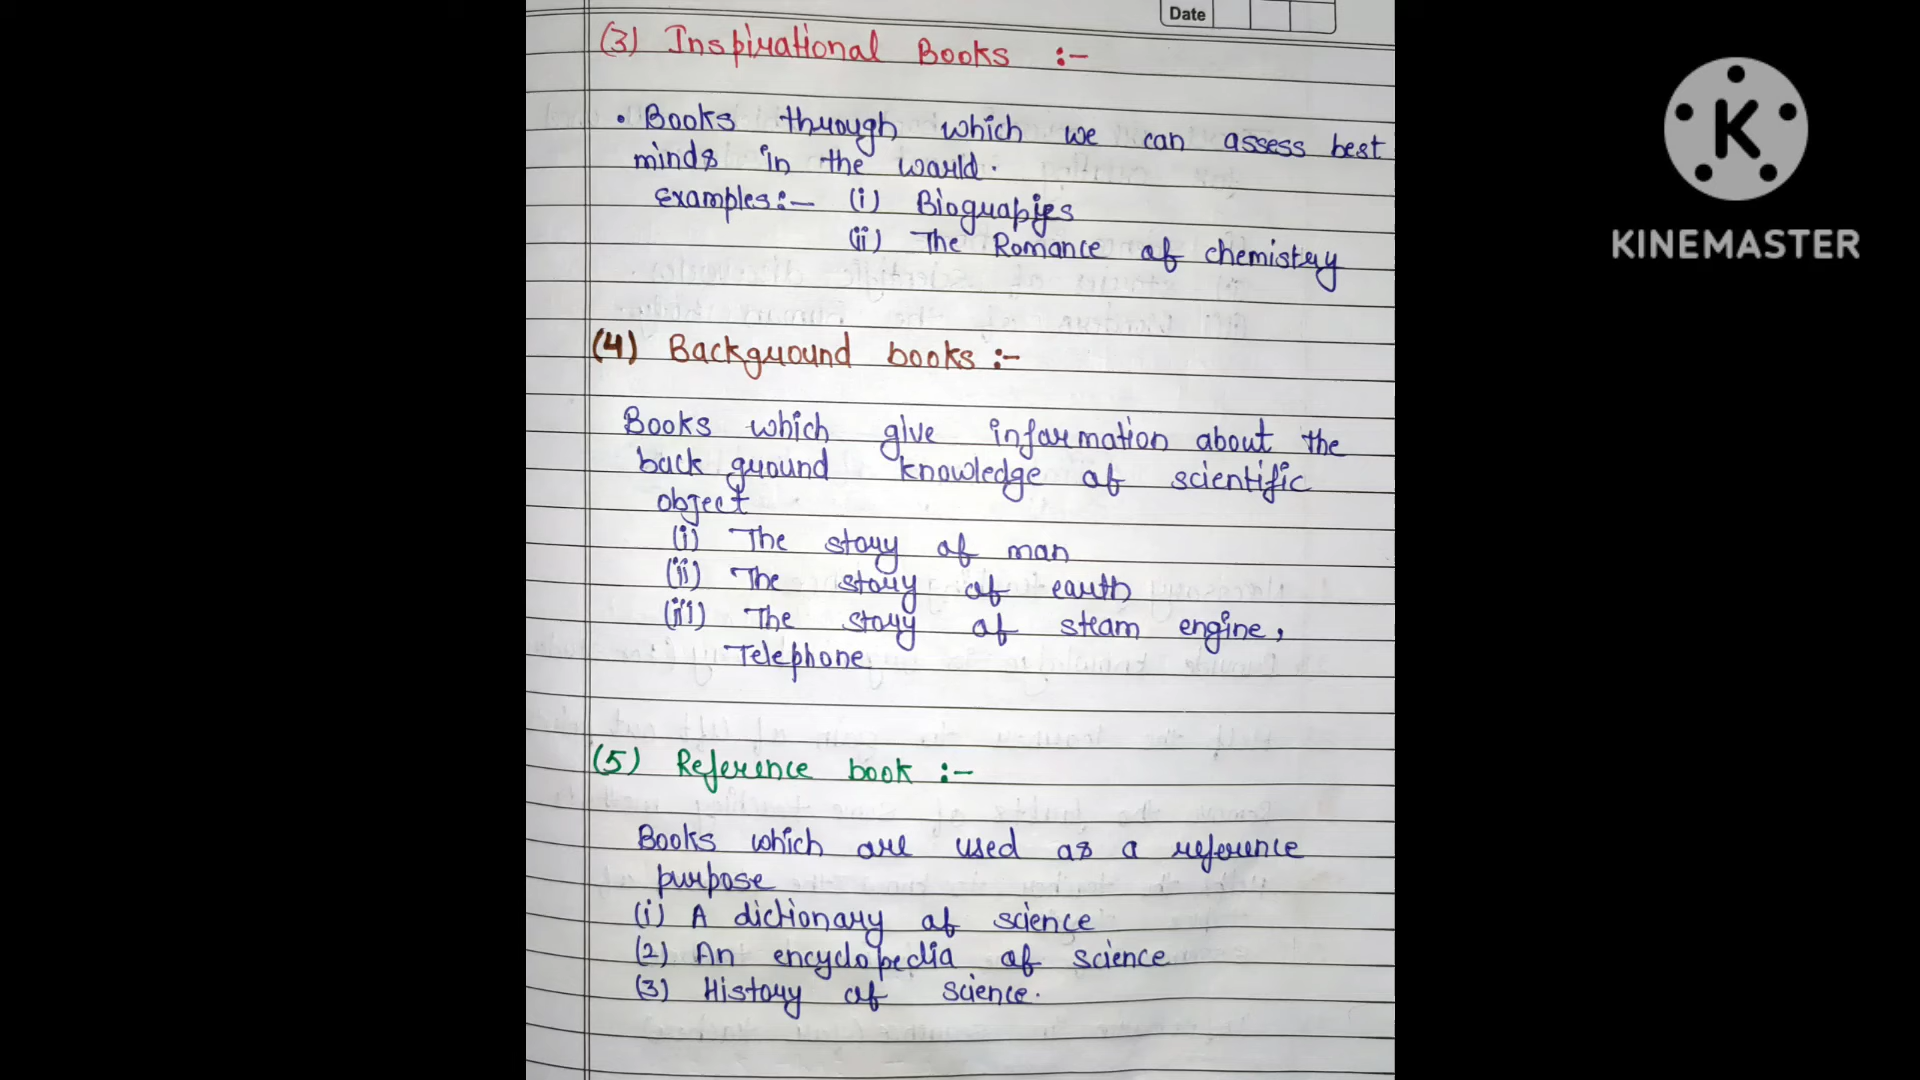 Date
(3) Inspirational Books :-
• Books through which we can assess best
minds in the world.
Examples:- (i) Biograpies
(ii) The Romance of chemistry
(4) Background books :-
Books which give information about the
back ground knowledge of scientific
object
(i) The story of man
(ii) The story of earth
(iii) The story of steam engine,
Telephone
(5) Reference book :-
Books which are used as a reference
purpose
(i) A dictionary of science
(2) An encyclopedia of science
(3) History of science.
K
KINEMASTER